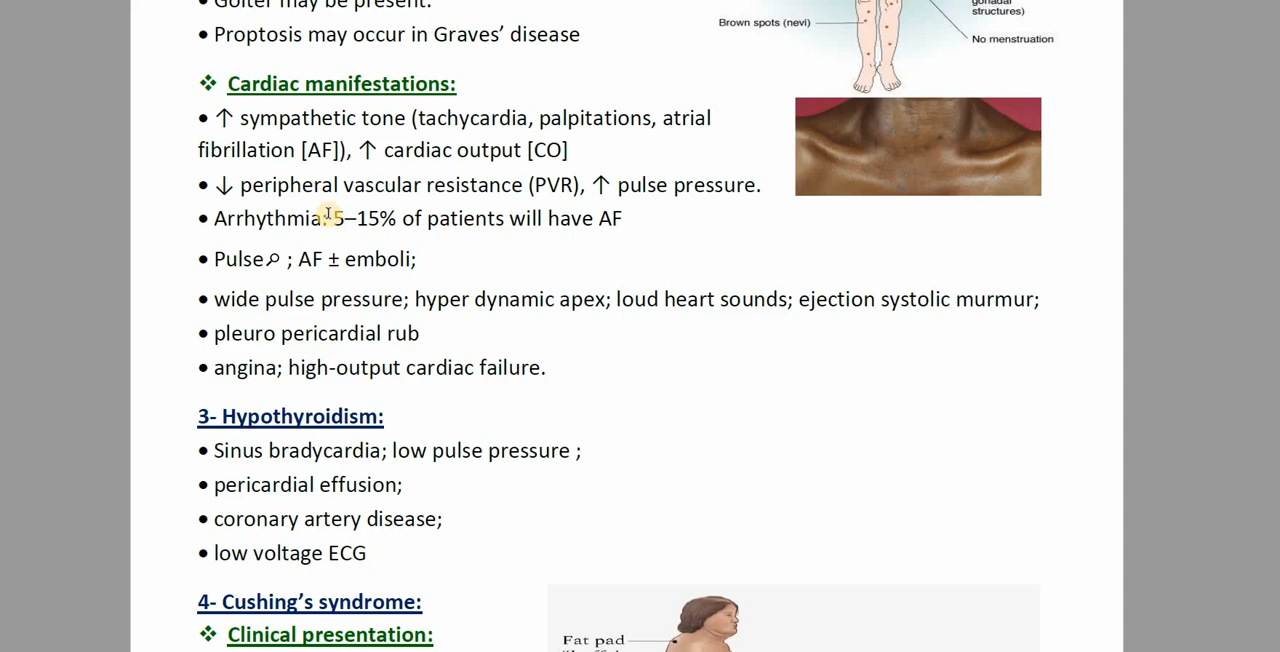 • Goiter may be present.
• Proptosis may occur in Graves’ disease
gonadal
structures)
Brown spots (nevi)
No menstruation
❖ Cardiac manifestations:
• ↑ sympathetic tone (tachycardia, palpitations, atrial
fibrillation [AF]), ↑ cardiac output [CO]
• ↓ peripheral vascular resistance (PVR), ↑ pulse pressure.
• Arrhythmia: 5–15% of patients will have AF
• Pulse⌕ ; AF ± emboli;
• wide pulse pressure; hyper dynamic apex; loud heart sounds; ejection systolic murmur;
• pleuro pericardial rub
• angina; high-output cardiac failure.
3- Hypothyroidism:
• Sinus bradycardia; low pulse pressure ;
• pericardial effusion;
• coronary artery disease;
• low voltage ECG
4- Cushing’s syndrome:
❖ Clinical presentation:
Fat pad